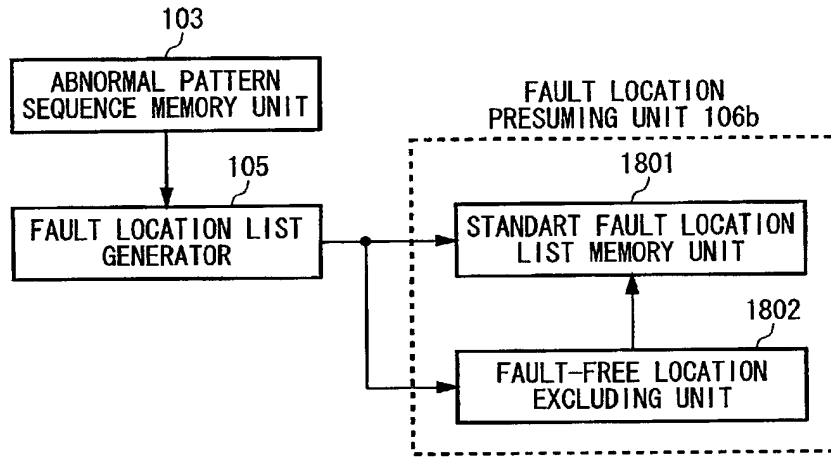 103
ABNORMAL PATTERN
SEQUENCE MEMORY UNIT
105
FAULT LOCATION LIST
GENERATOR
FAULT LOCATION
PRESUMING UNIT 106b
1801
STANDART FAULT LOCATION
LIST MEMORY UNIT
1802
FAULT-FREE LOCATION
EXCLUDING UNIT